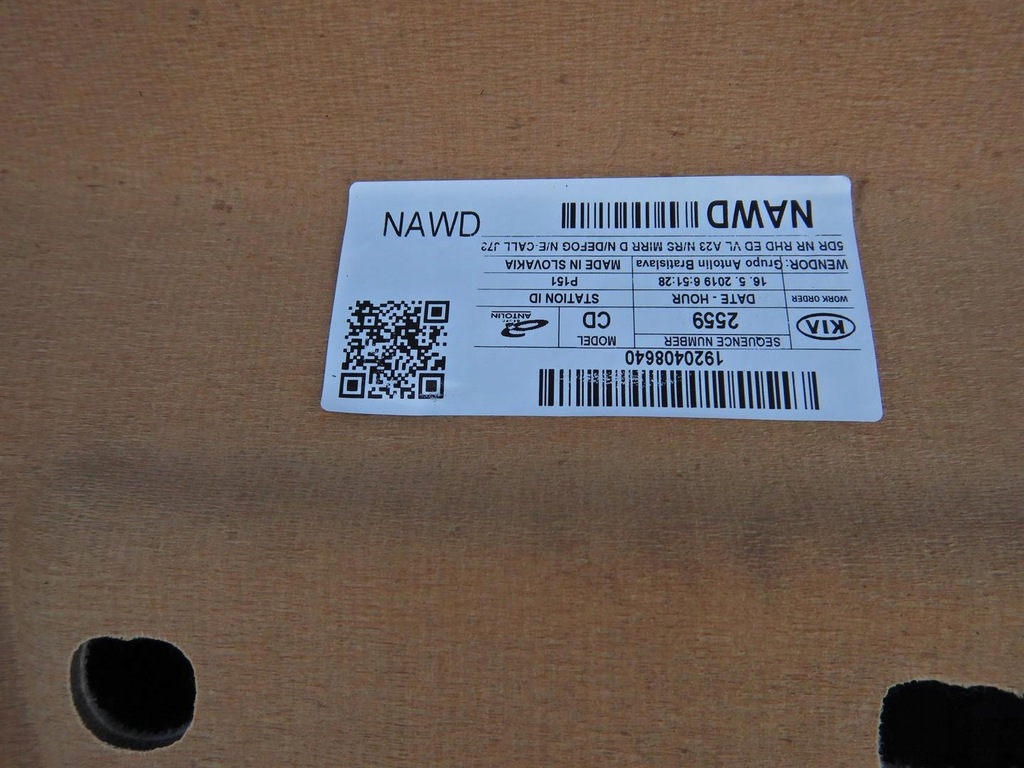 1920408640
SEQUENCE NUMBER MODEL
KIA 2559 CD GRUPO ANTOLIN
WORK ORDER DATE - HOUR STATION ID
16. 5. 2019 6:51:28 P151
WENDOR: Grupo Antolin Bratislava MADE IN SLOVAKIA
5DR NR RHD ED VL A23 N/RS MIRR D N/DEFOG N/E-CALL
NAWD
NAWD